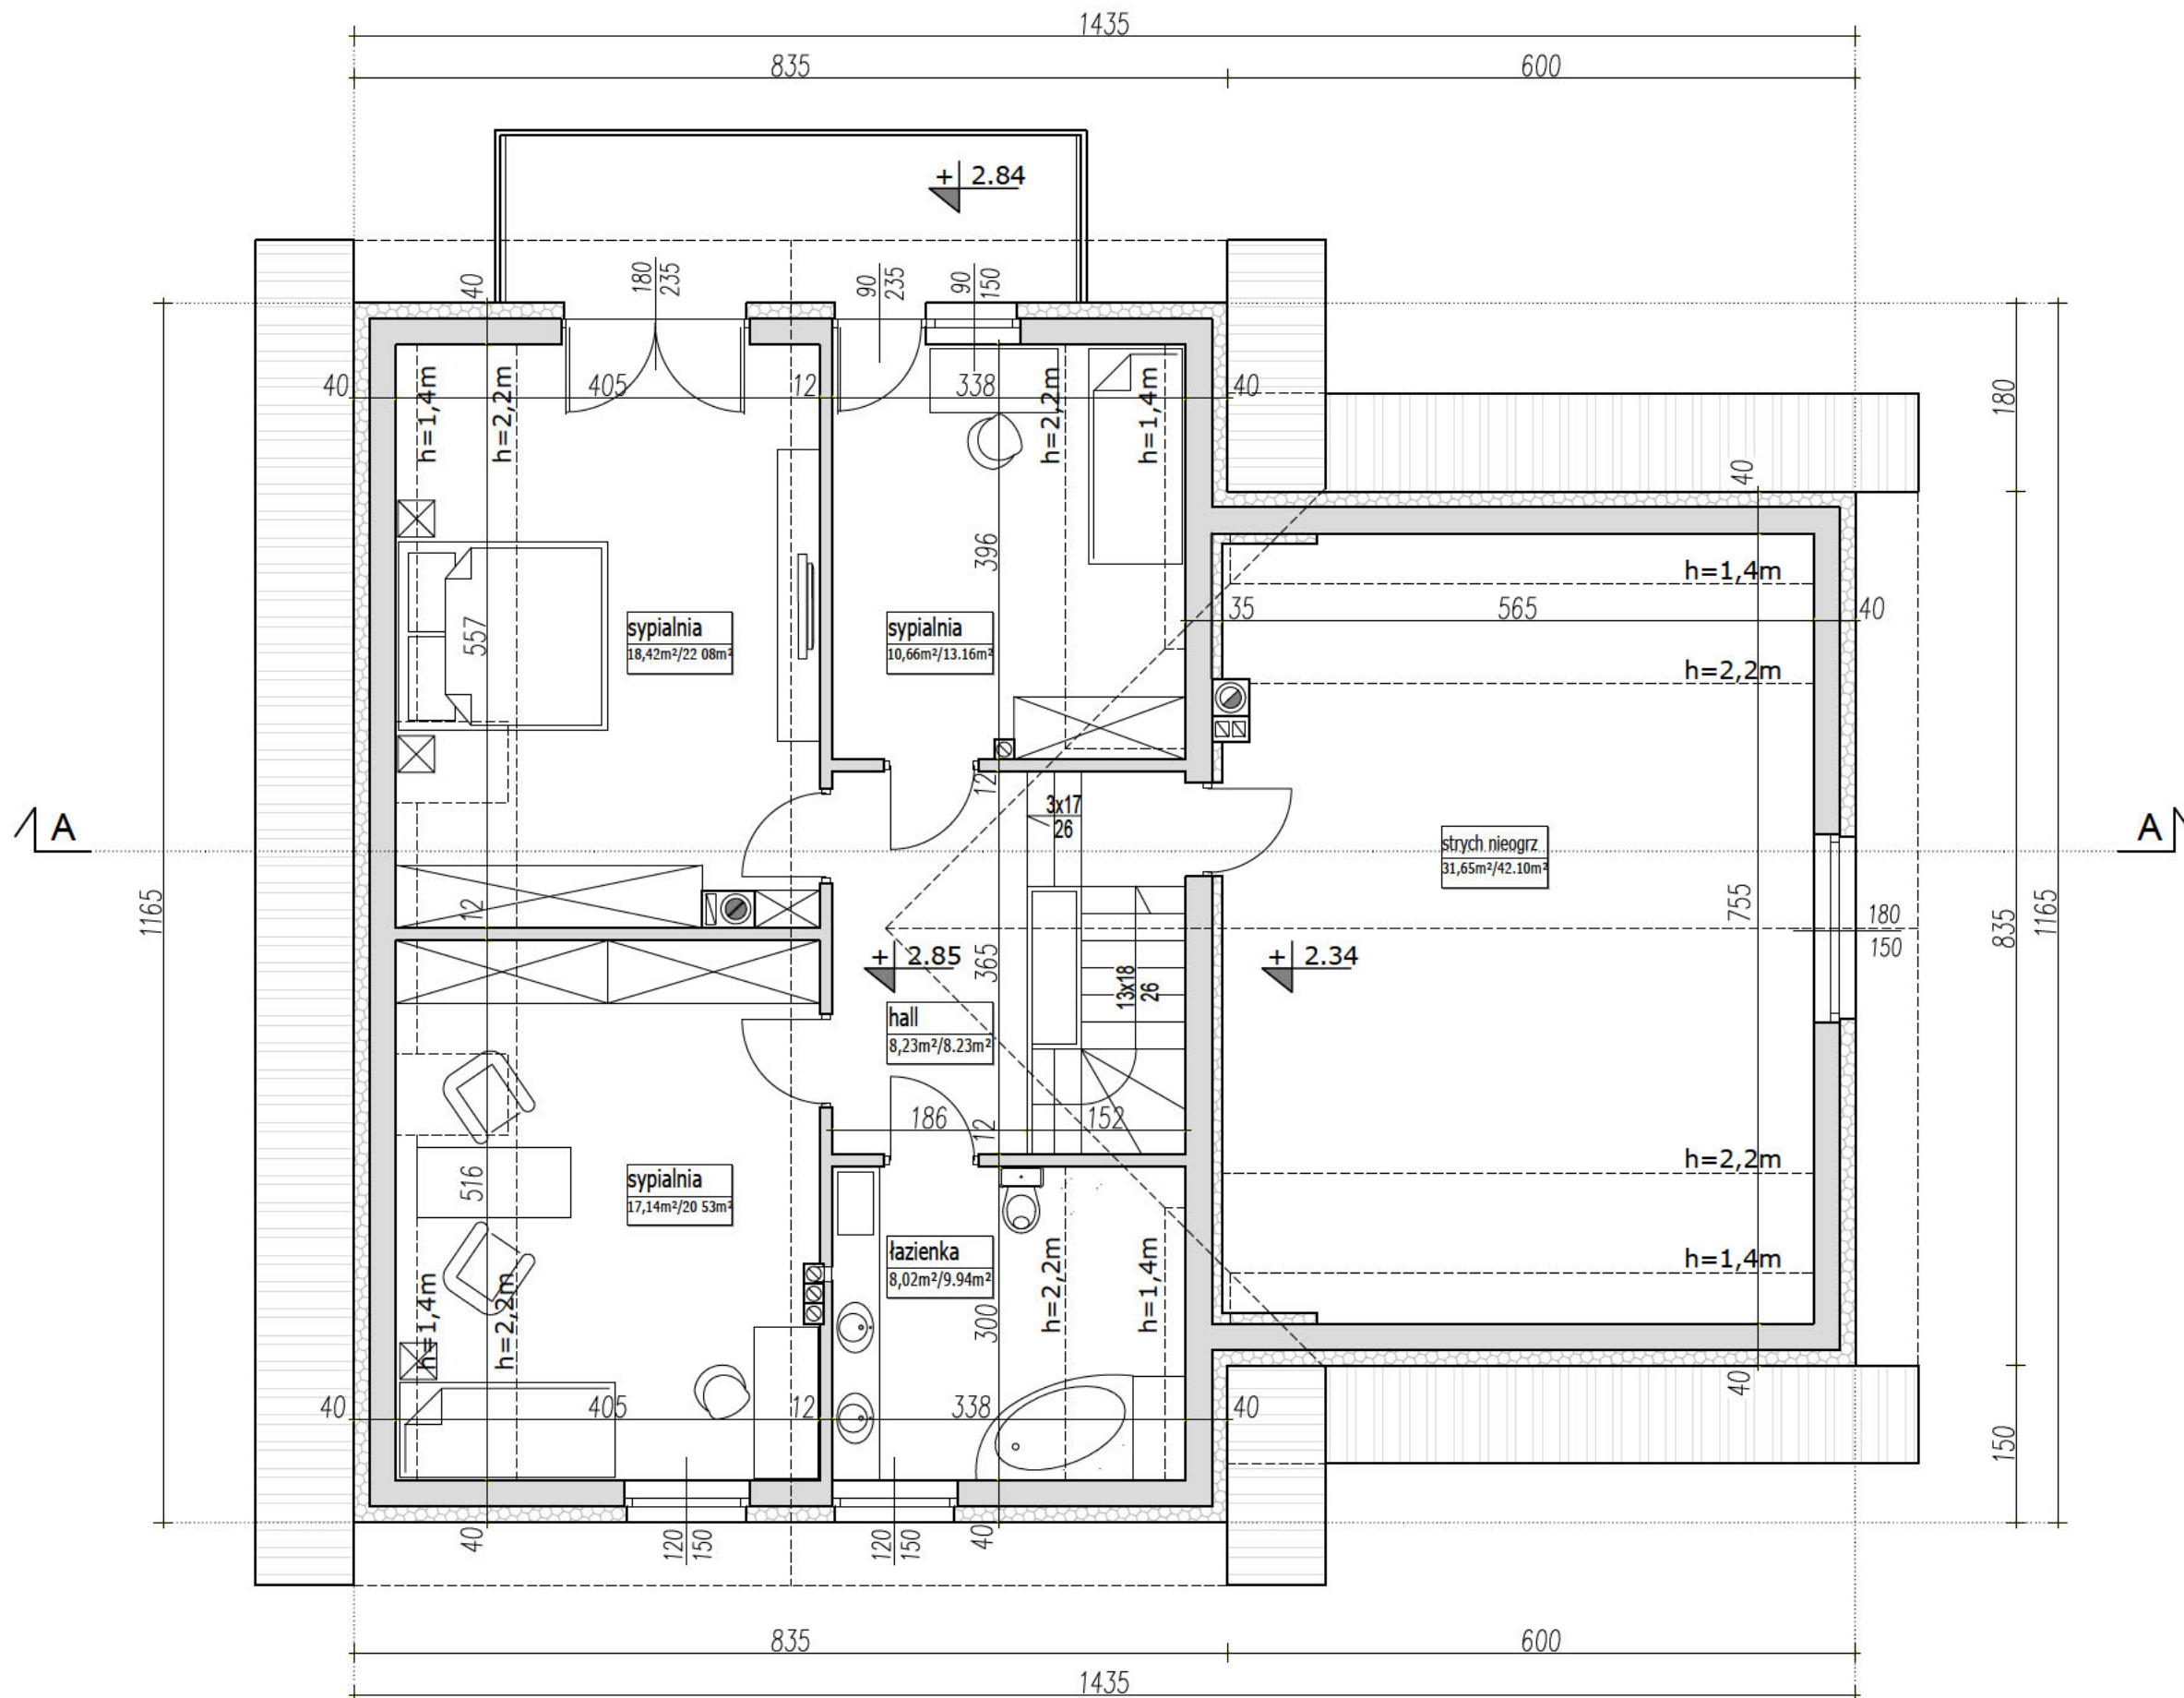 1435
835
600
+ 2.84
40
180
235
90
235
90
150
40
405
12
338
40
h=1,4m
h=2,2m
h=2,2m
h=1,4m
180
40
396
h=1,4m
35
565
40
557
sypialnia
18,42m²/22 08m²
sypialnia
10,66m²/13.16m²
h=2,2m
12
3x17
26
A
A
strych nieogrz
31,65m²/42.10m²
1165
12
755
180
150
835
1165
+ 2.85
365
+ 2.34
13x18
26
hall
8,23m²/8.23m²
186
12
152
h=2,2m
516
sypialnia
17,14m²/20 53m²
łazienka
8,02m²/9.94m²
h=1,4m
h=1,4m
h=2,2m
300
h=2,2m
h=1,4m
40
405
12
338
40
40
150
40
120
150
120
150
40
835
600
1435